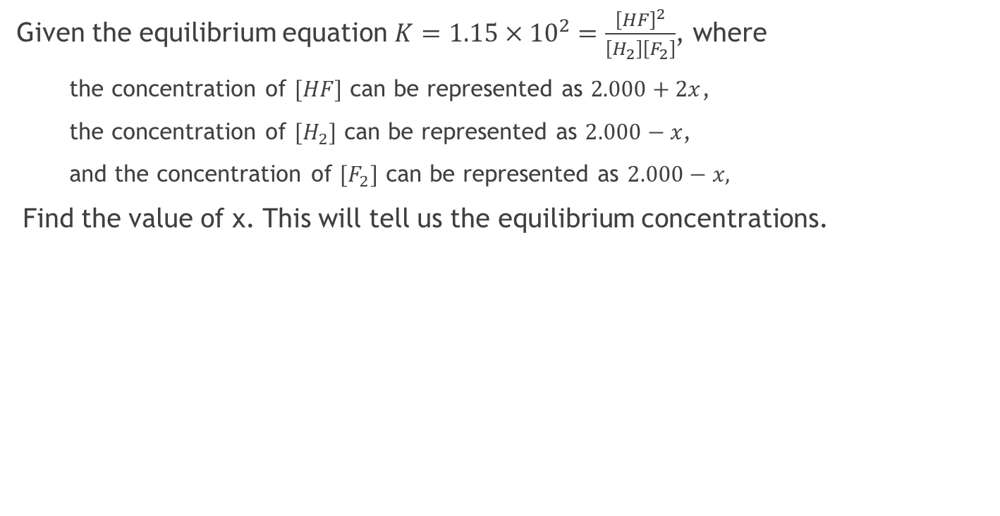 Given the equilibrium equation $K = 1.15 \times 10^2 = \frac{[HF]^2}{[H_2][F_2]}$, where
the concentration of $[HF]$ can be represented as $2.000 + 2x$,
the concentration of $[H_2]$ can be represented as $2.000 - x$,
and the concentration of $[F_2]$ can be represented as $2.000 - x$,
Find the value of x. This will tell us the equilibrium concentrations.